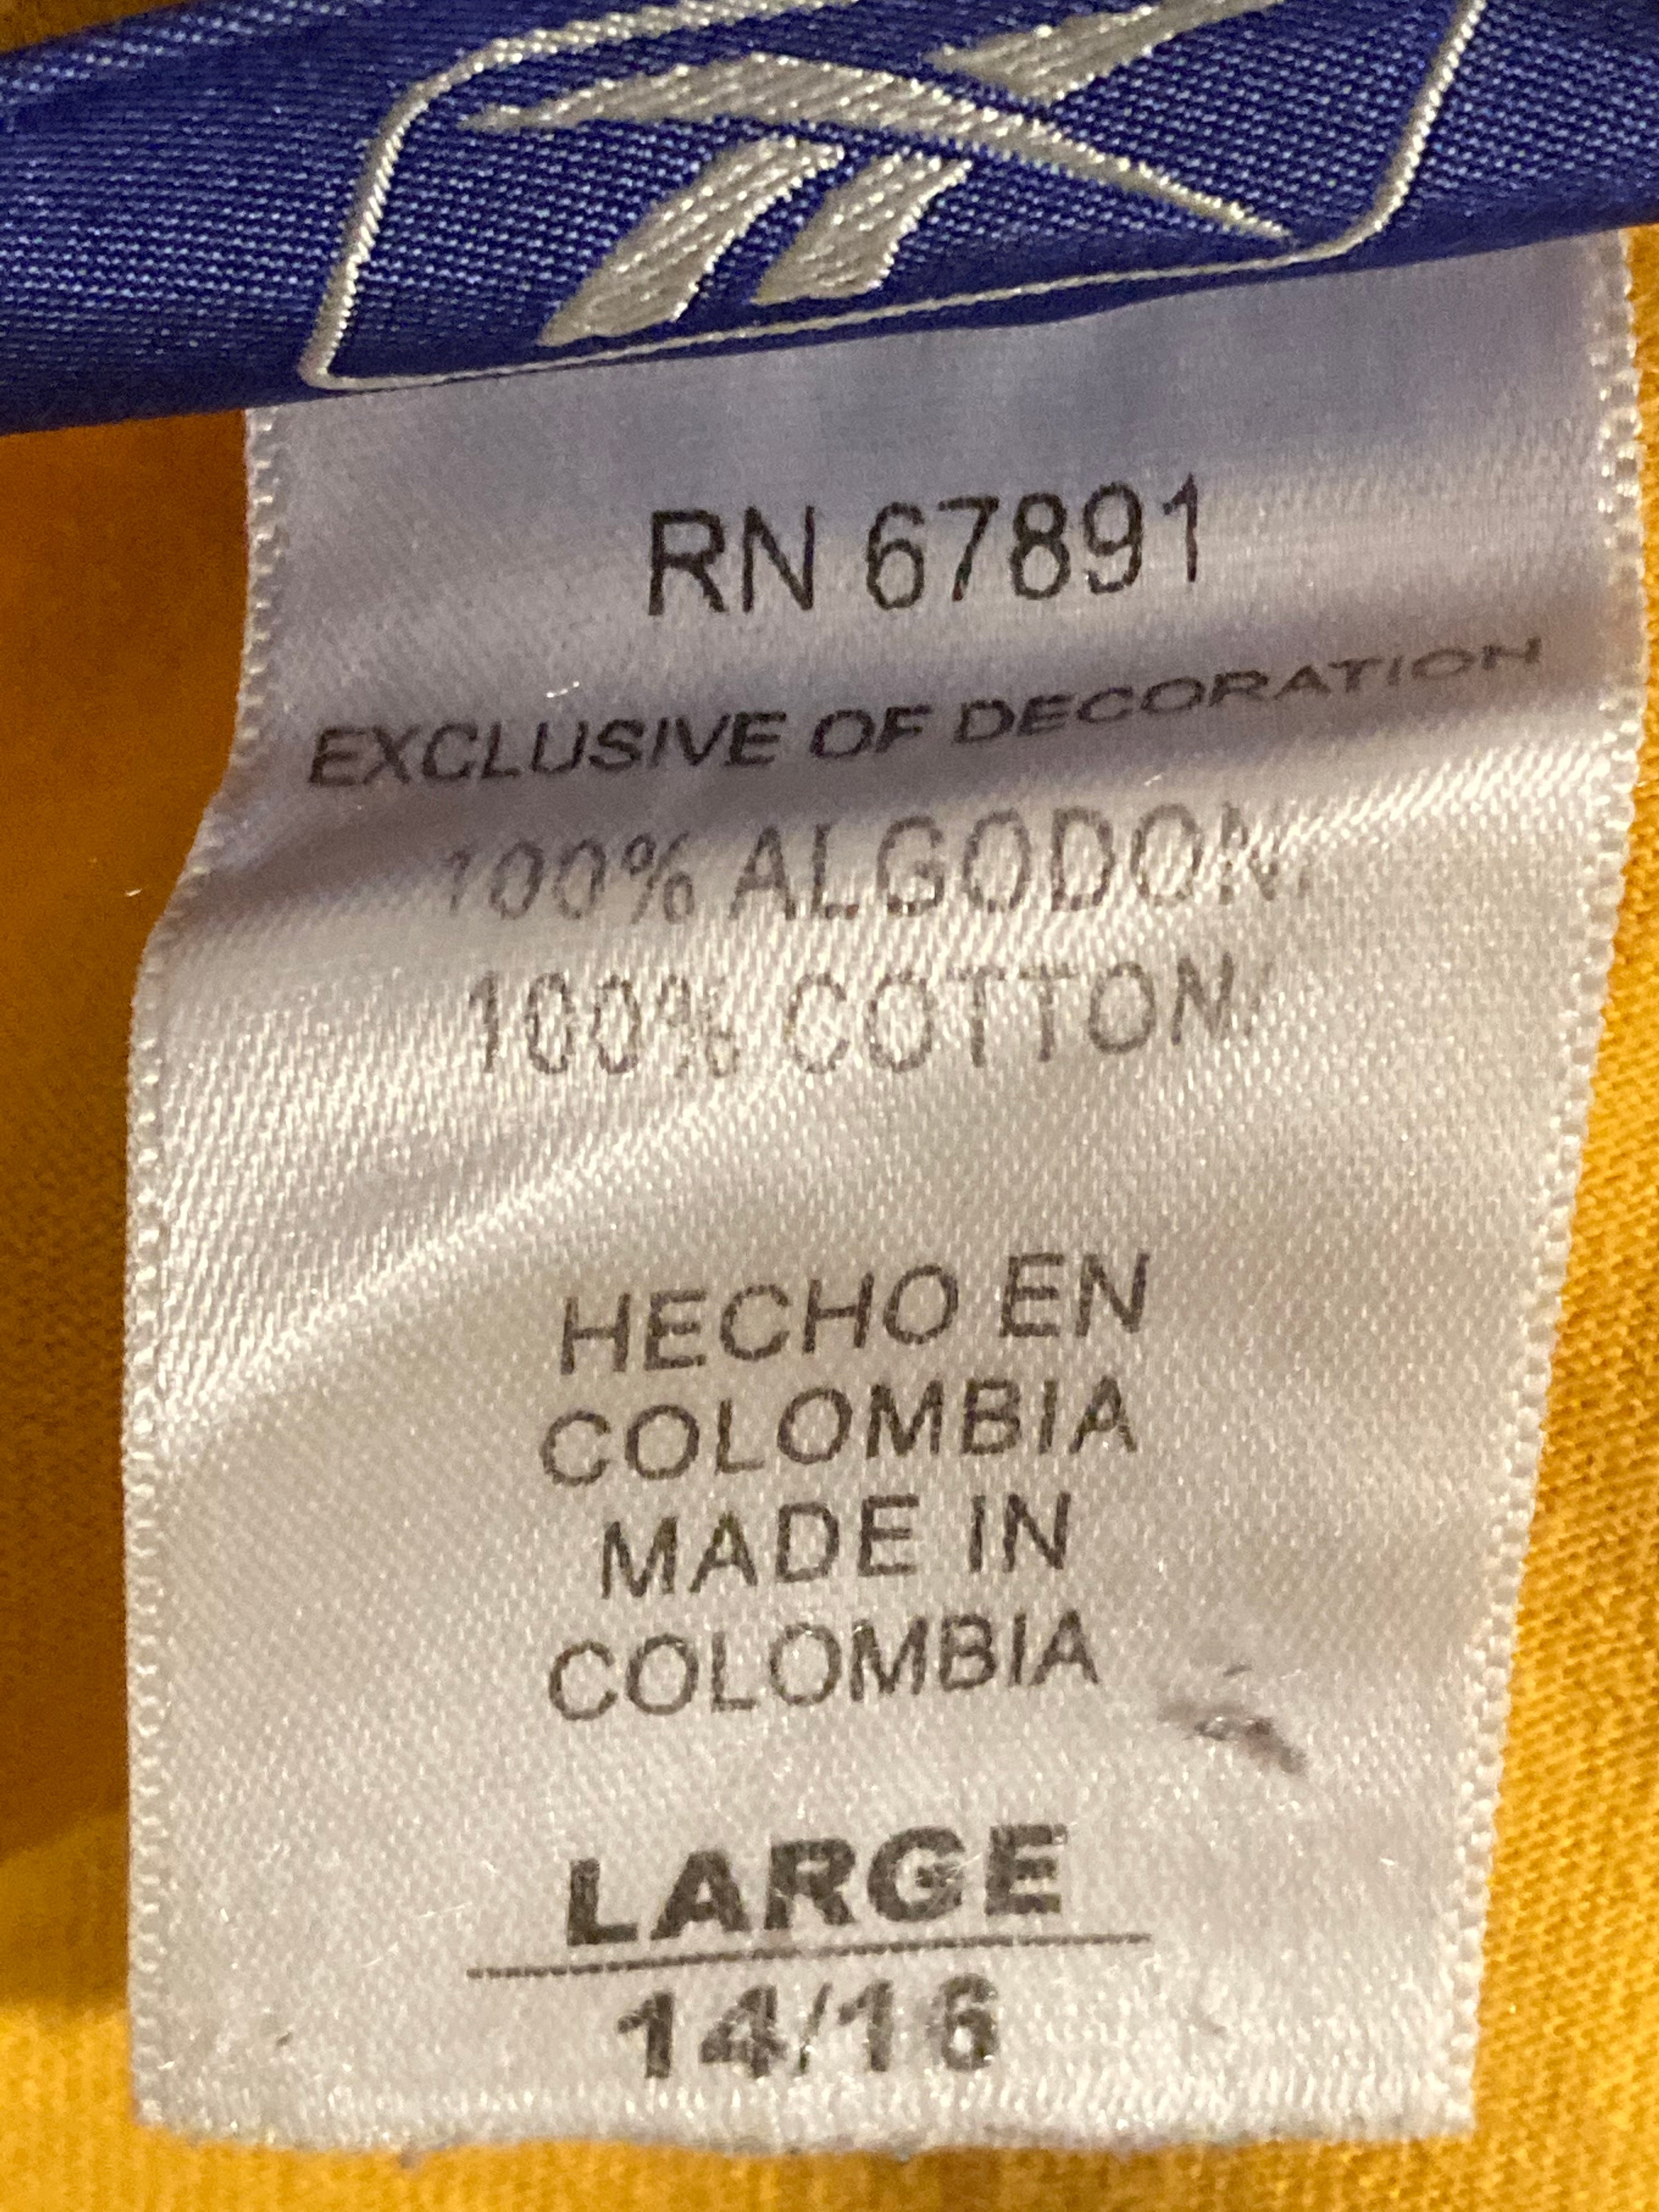 RN 67891
EXCLUSIVE OF DECORATION
100% ALGODON
100% COTTON
HECHO EN
COLOMBIA
MADE IN
COLOMBIA
LARGE
14/16